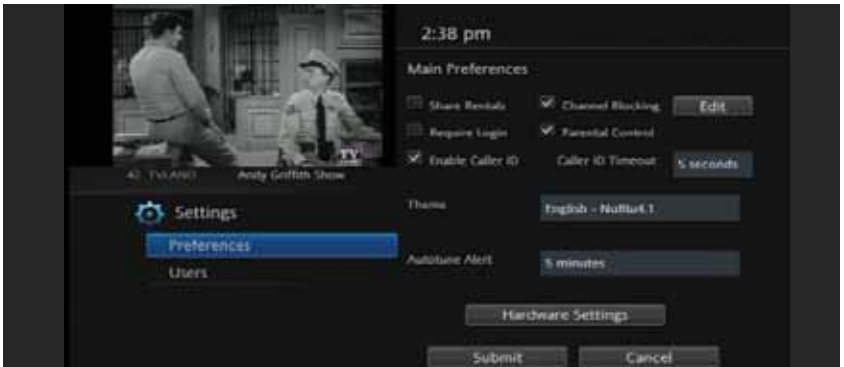 2:38 pm
Main Preferences
Share Rentals
Channel Blocking
Edit
Require Login
Parental Control
Enable Caller ID
Caller ID Timeout
5 seconds
TV
42 TVLAND Andy Griffith Show
Theme
English -
Settings
Preferences
Users
Autotune Alert
5 minutes
Hardware Settings
Submit
Cancel